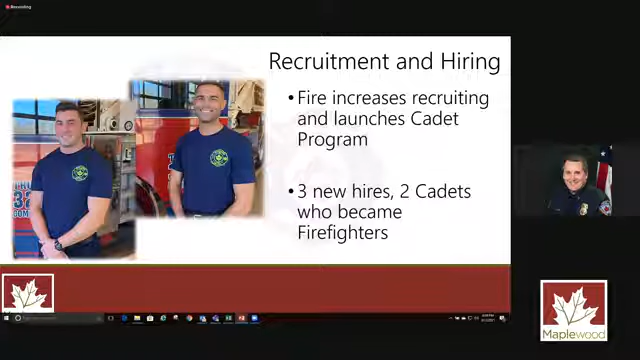 Recording
Recruitment and Hiring
•Fire increases recruiting
and launches Cadet
Program
•3 new hires, 2 Cadets
who became
Firefighters
Maplewood